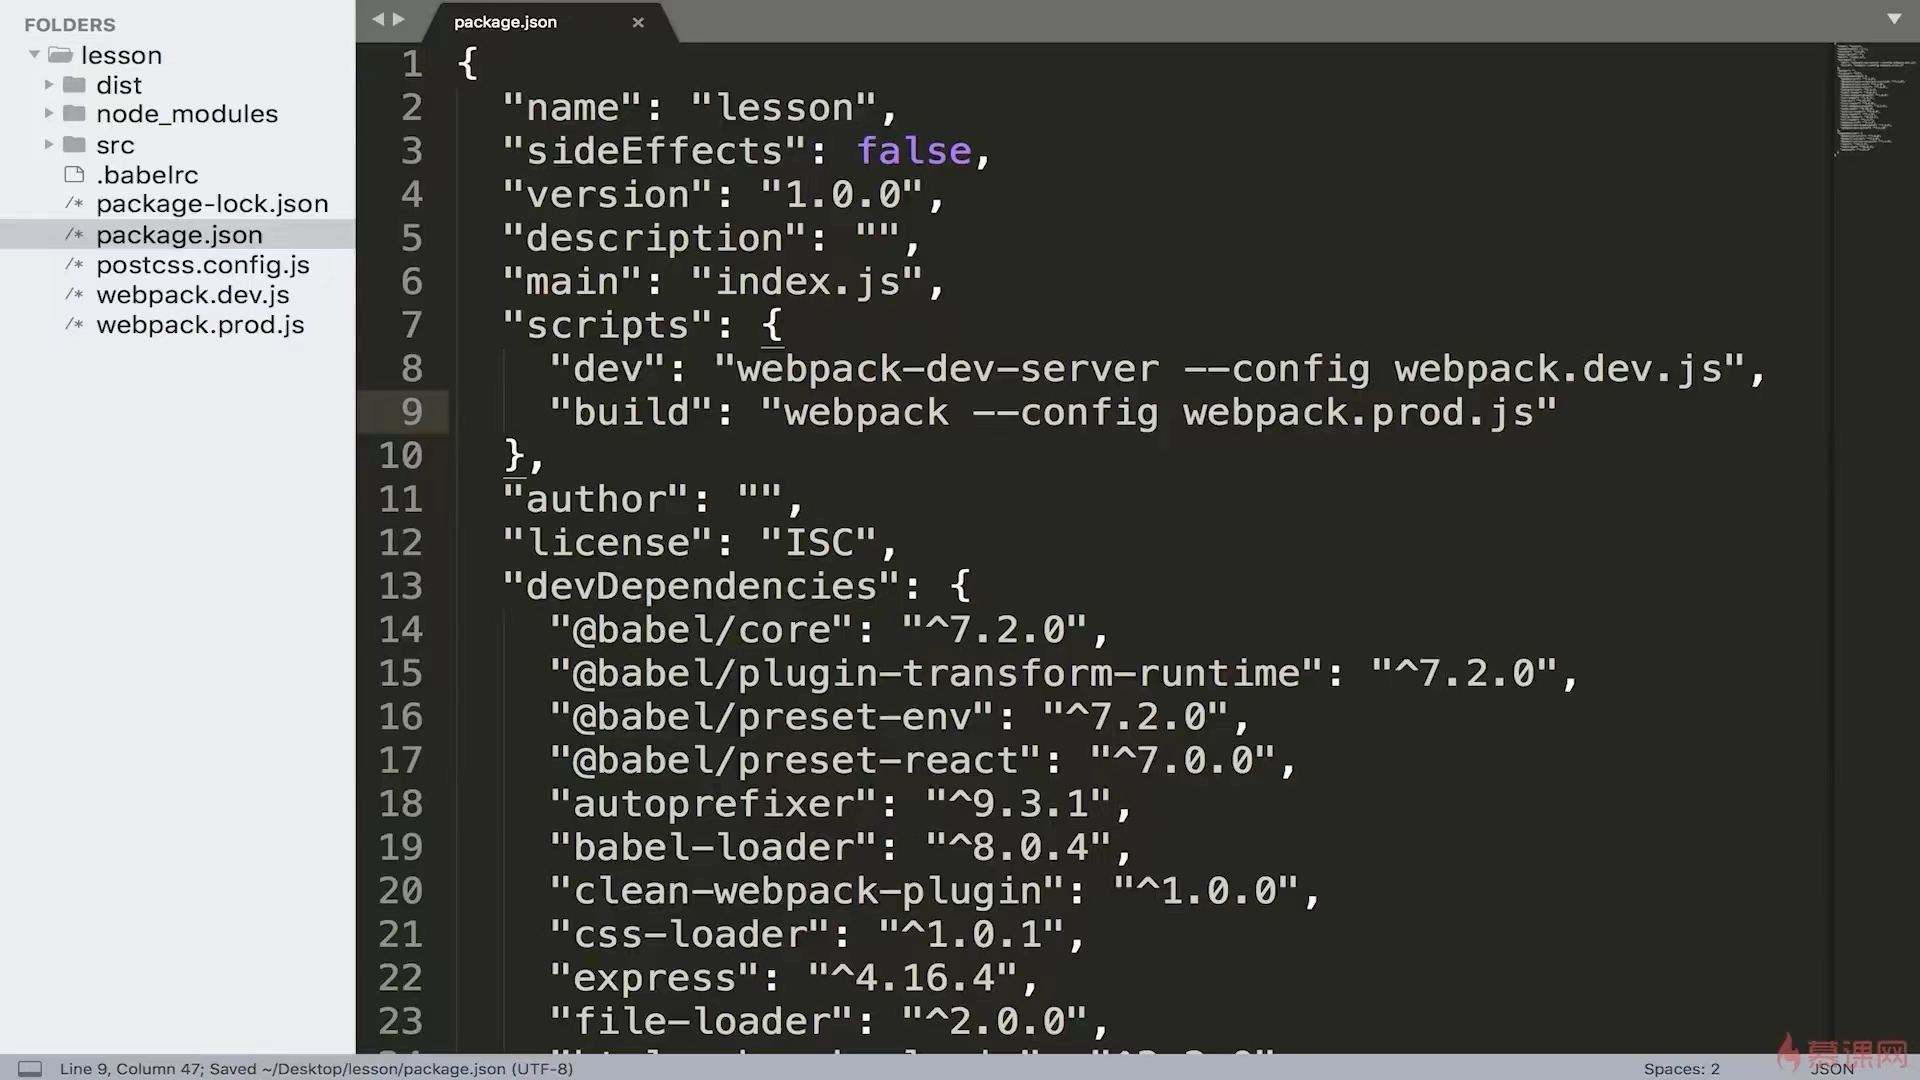 FOLDERS
lesson
dist
node_modules
src
.babelrc
/* package-lock.json
/* package.json
/* postcss.config.js
/* webpack.dev.js
/* webpack.prod.js
package.json ×
1 {
2 "name": "lesson",
3 "sideEffects": false,
4 "version": "1.0.0",
5 "description": "",
6 "main": "index.js",
7 "scripts": {
8 "dev": "webpack-dev-server --config webpack.dev.js",
9 "build": "webpack --config webpack.prod.js"
10 },
11 "author": "",
12 "license": "ISC",
13 "devDependencies": {
14 "@babel/core": "^7.2.0",
15 "@babel/plugin-transform-runtime": "^7.2.0",
16 "@babel/preset-env": "^7.2.0",
17 "@babel/preset-react": "^7.0.0",
18 "autoprefixer": "^9.3.1",
19 "babel-loader": "^8.0.4",
20 "clean-webpack-plugin": "^1.0.0",
21 "css-loader": "^1.0.1",
22 "express": "^4.16.4",
23 "file-loader": "^2.0.0",
Line 9, Column 47; Saved ~/Desktop/lesson/package.json (UTF-8)
Spaces: 2
JSON
慕课网